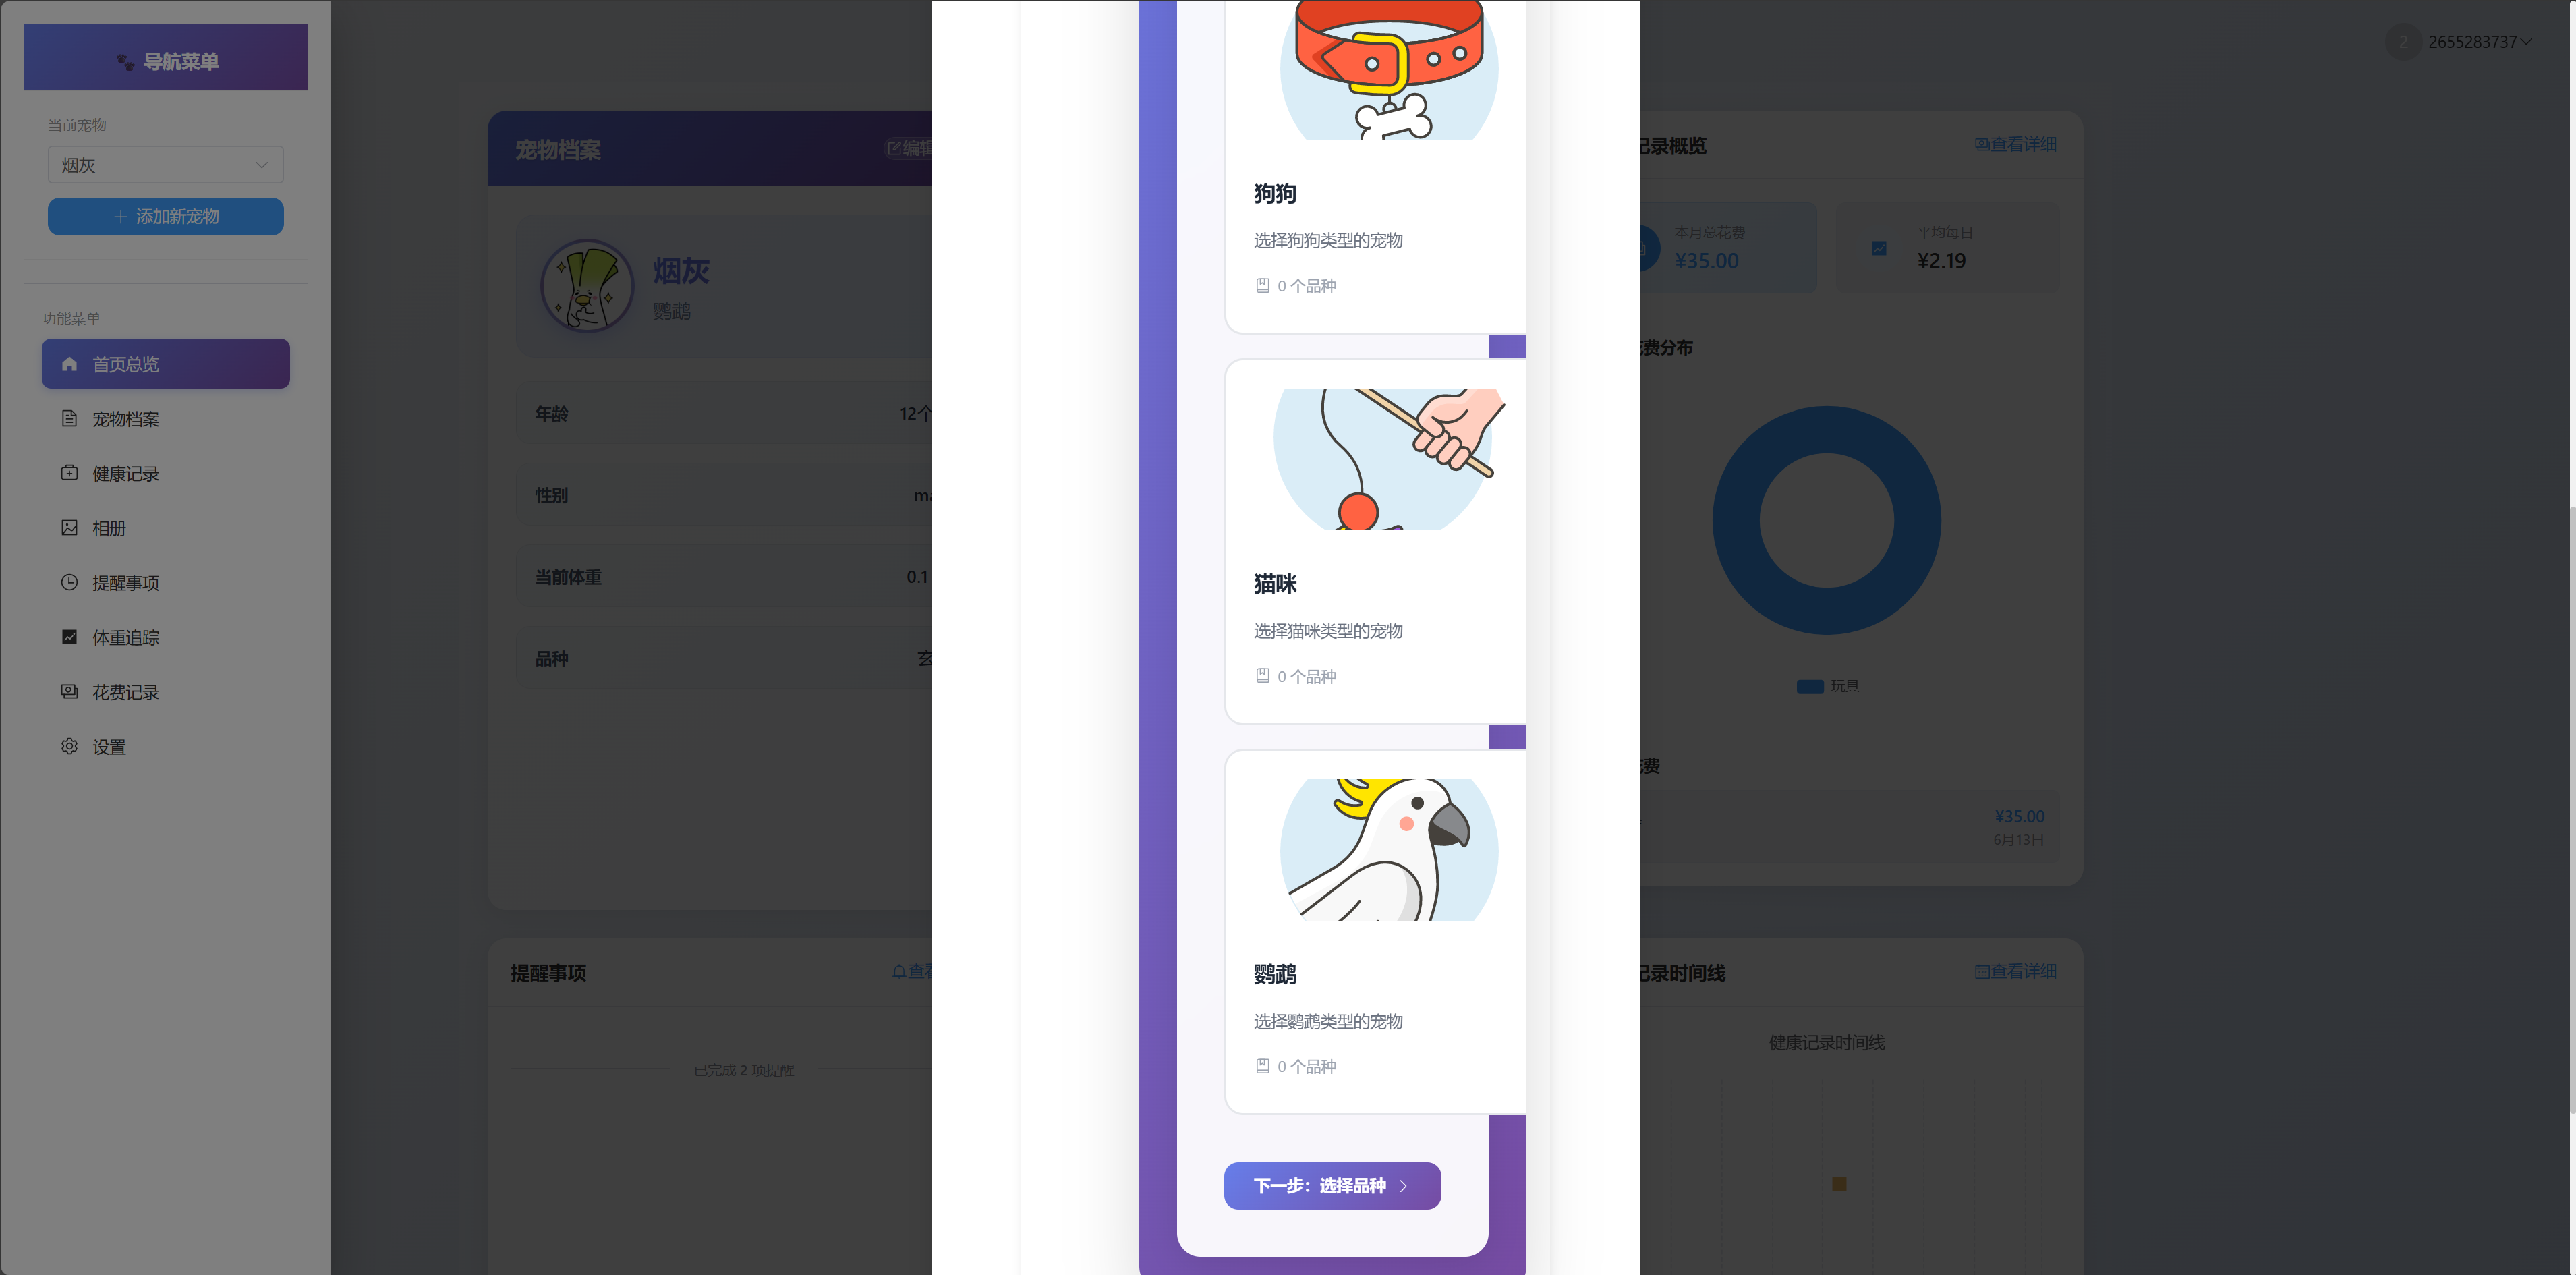 导航菜单
当前宠物
烟灰
添加新宠物
功能菜单
首页总览
宠物档案
健康记录
相册
提醒事项
体重追踪
花费记录
设置
2
2655283737
宠物档案
编辑
烟灰
鹦鹉
年龄
12个
性别
当前体重
0.1
品种
玄
提醒事项
已完成 2 项提醒
狗狗
选择狗狗类型的宠物
0 个品种
猫咪
选择猫咪类型的宠物
0 个品种
鹦鹉
选择鹦鹉类型的宠物
0 个品种
下一步：选择品种
记录概览
查看详细
本月总花费
¥35.00
平均每日
¥2.19
费分布
玩具
花费
¥35.00
6月13日
记录时间线
查看详细
健康记录时间线